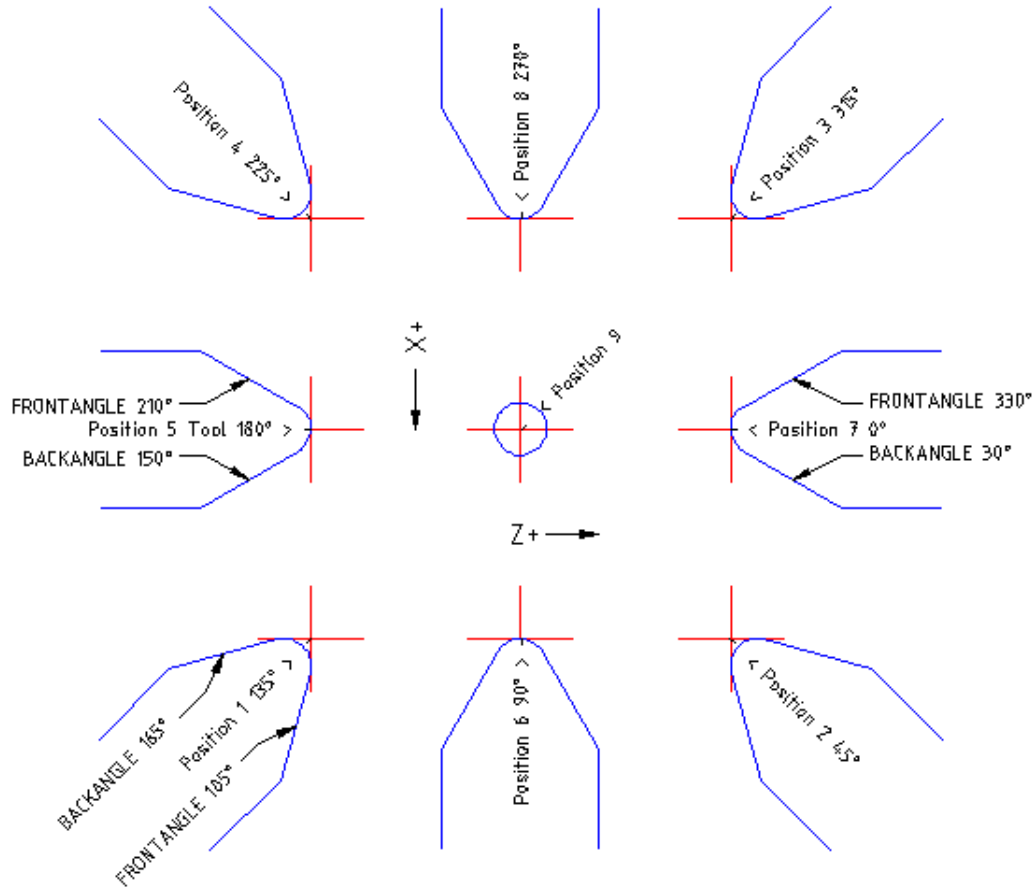 Position 4 225°
Position 8 270°
Position 3 315°
X+
Position 9
FRONTANGLE 210°
Position 5 Tool 180°
BACKANGLE 150°
FRONTANGLE 330°
Position 7 0°
BACKANGLE 30°
Z+
BACKANGLE 165°
Position 1 135°
FRONTANGLE 105°
Position 6 90°
Position 2 45°